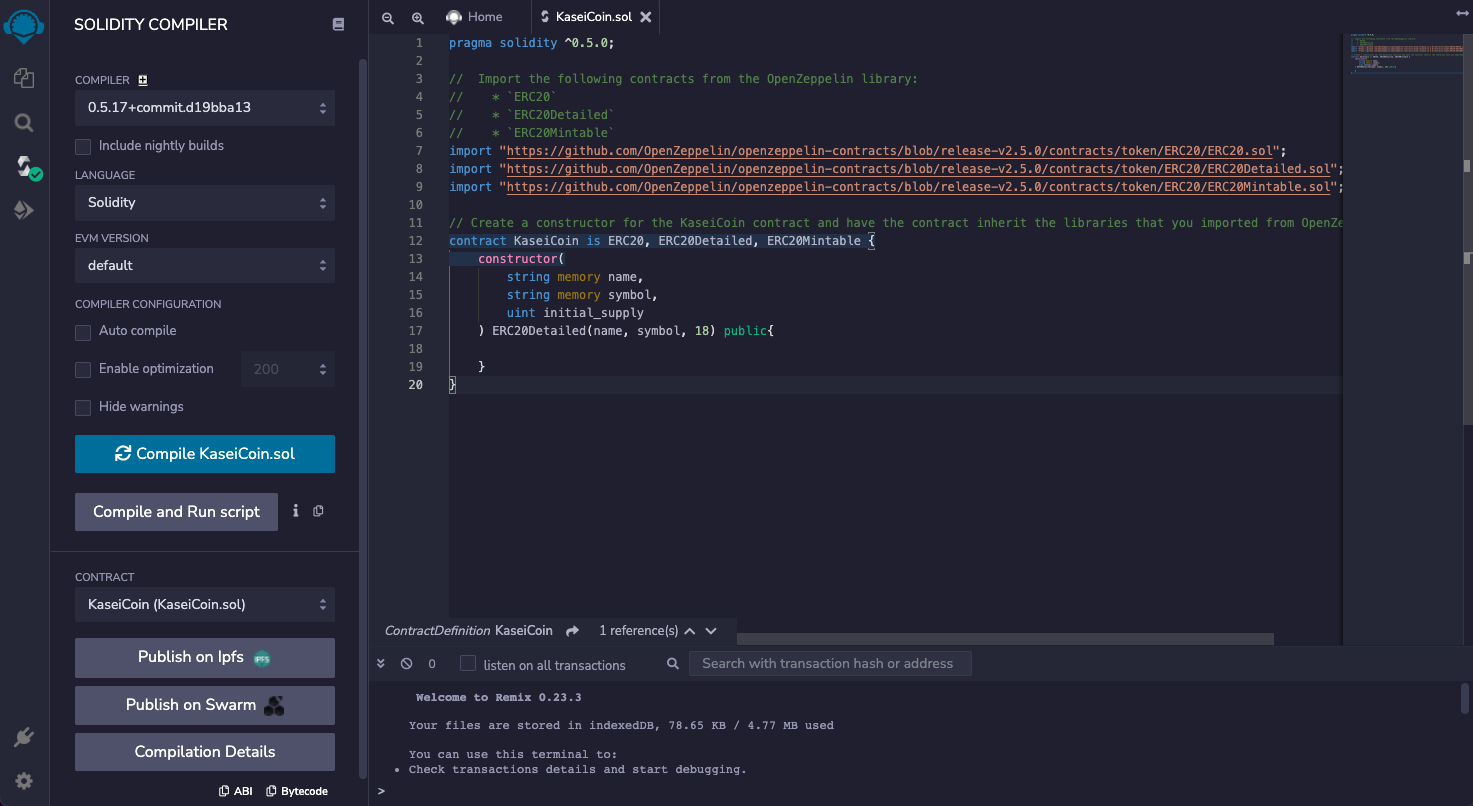 SOLIDITY COMPILER
COMPILER
0.5.17+commit.d19bba13
Include nightly builds
LANGUAGE
Solidity
EVM VERSION
default
COMPILER CONFIGURATION
Auto compile
Enable optimization
200
Hide warnings
Compile KaseiCoin.sol
Compile and Run script
CONTRACT
KaseiCoin (KaseiCoin.sol)
Publish on Ipfs
IPFS
Publish on Swarm
Compilation Details
ABI
Bytecode
Home
KaseiCoin.sol
1 pragma solidity ^0.5.0;
2
3 //  Import the following contracts from the OpenZeppelin library:
4 //    * `ERC20`
5 //    * `ERC20Detailed`
6 //    * `ERC20Mintable`
7 import "https://github.com/OpenZeppelin/openzeppelin-contracts/blob/release-v2.5.0/contracts/token/ERC20/ERC20.sol";
8 import "https://github.com/OpenZeppelin/openzeppelin-contracts/blob/release-v2.5.0/contracts/token/ERC20/ERC20Detailed.sol";
9 import "https://github.com/OpenZeppelin/openzeppelin-contracts/blob/release-v2.5.0/contracts/token/ERC20/ERC20Mintable.sol";
10
11 // Create a constructor for the KaseiCoin contract and have the contract inherit the libraries that you imported from OpenZe
12 contract KaseiCoin is ERC20, ERC20Detailed, ERC20Mintable {
13     constructor(
14         string memory name,
15         string memory symbol,
16         uint initial_supply
17     ) ERC20Detailed(name, symbol, 18) public{
18
19     }
20 }
ContractDefinition KaseiCoin 1 reference(s)
0 listen on all transactions Search with transaction hash or address
Welcome to Remix 0.23.3
Your files are stored in indexedDB, 78.65 KB / 4.77 MB used
You can use this terminal to:
• Check transactions details and start debugging.
>